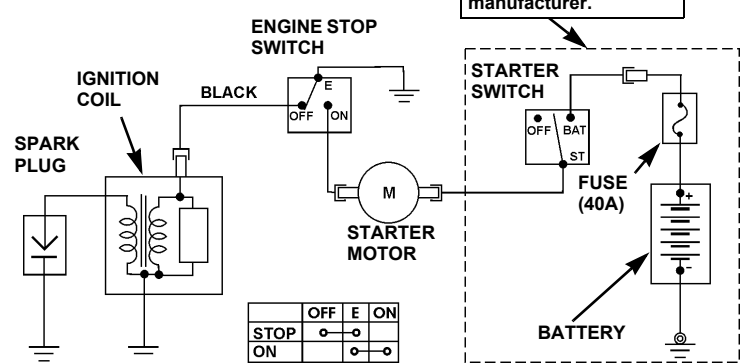 manufacturer.
ENGINE STOP
SWITCH
IGNITION
COIL
BLACK
E
OFF
ON
SPARK
PLUG
STARTER
SWITCH
OFF
BAT
ST
FUSE
(40A)
+
−
M
STARTER
MOTOR
BATTERY
OFF E ON
STOP
ON